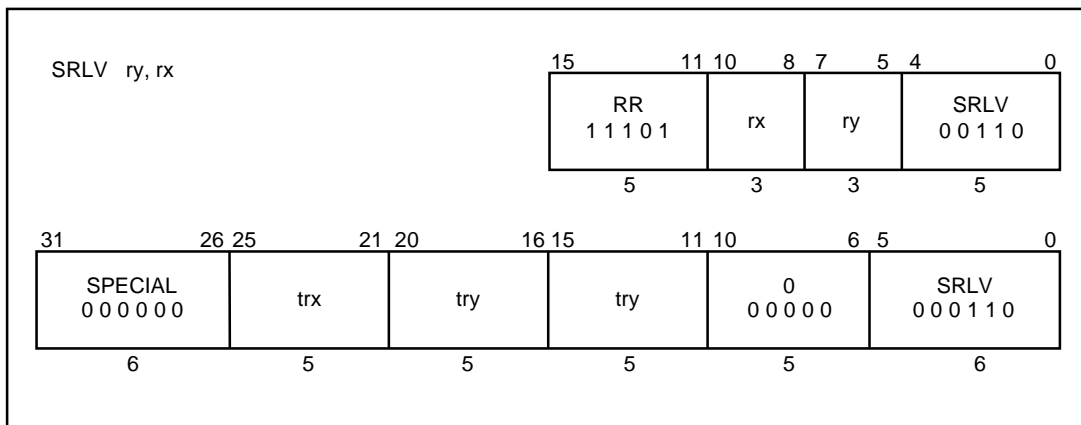 SRLV ry, rx
15 11 10 8 7 5 4 0
RR rx ry SRLV
1 1 1 0 1 0 0 1 1 0
5 3 3 5
31 26 25 21 20 16 15 11 10 6 5 0
SPECIAL trx try try 0 SRLV
0 0 0 0 0 0 0 0 0 0 0 0 0 0 1 1 0
6 5 5 5 5 6